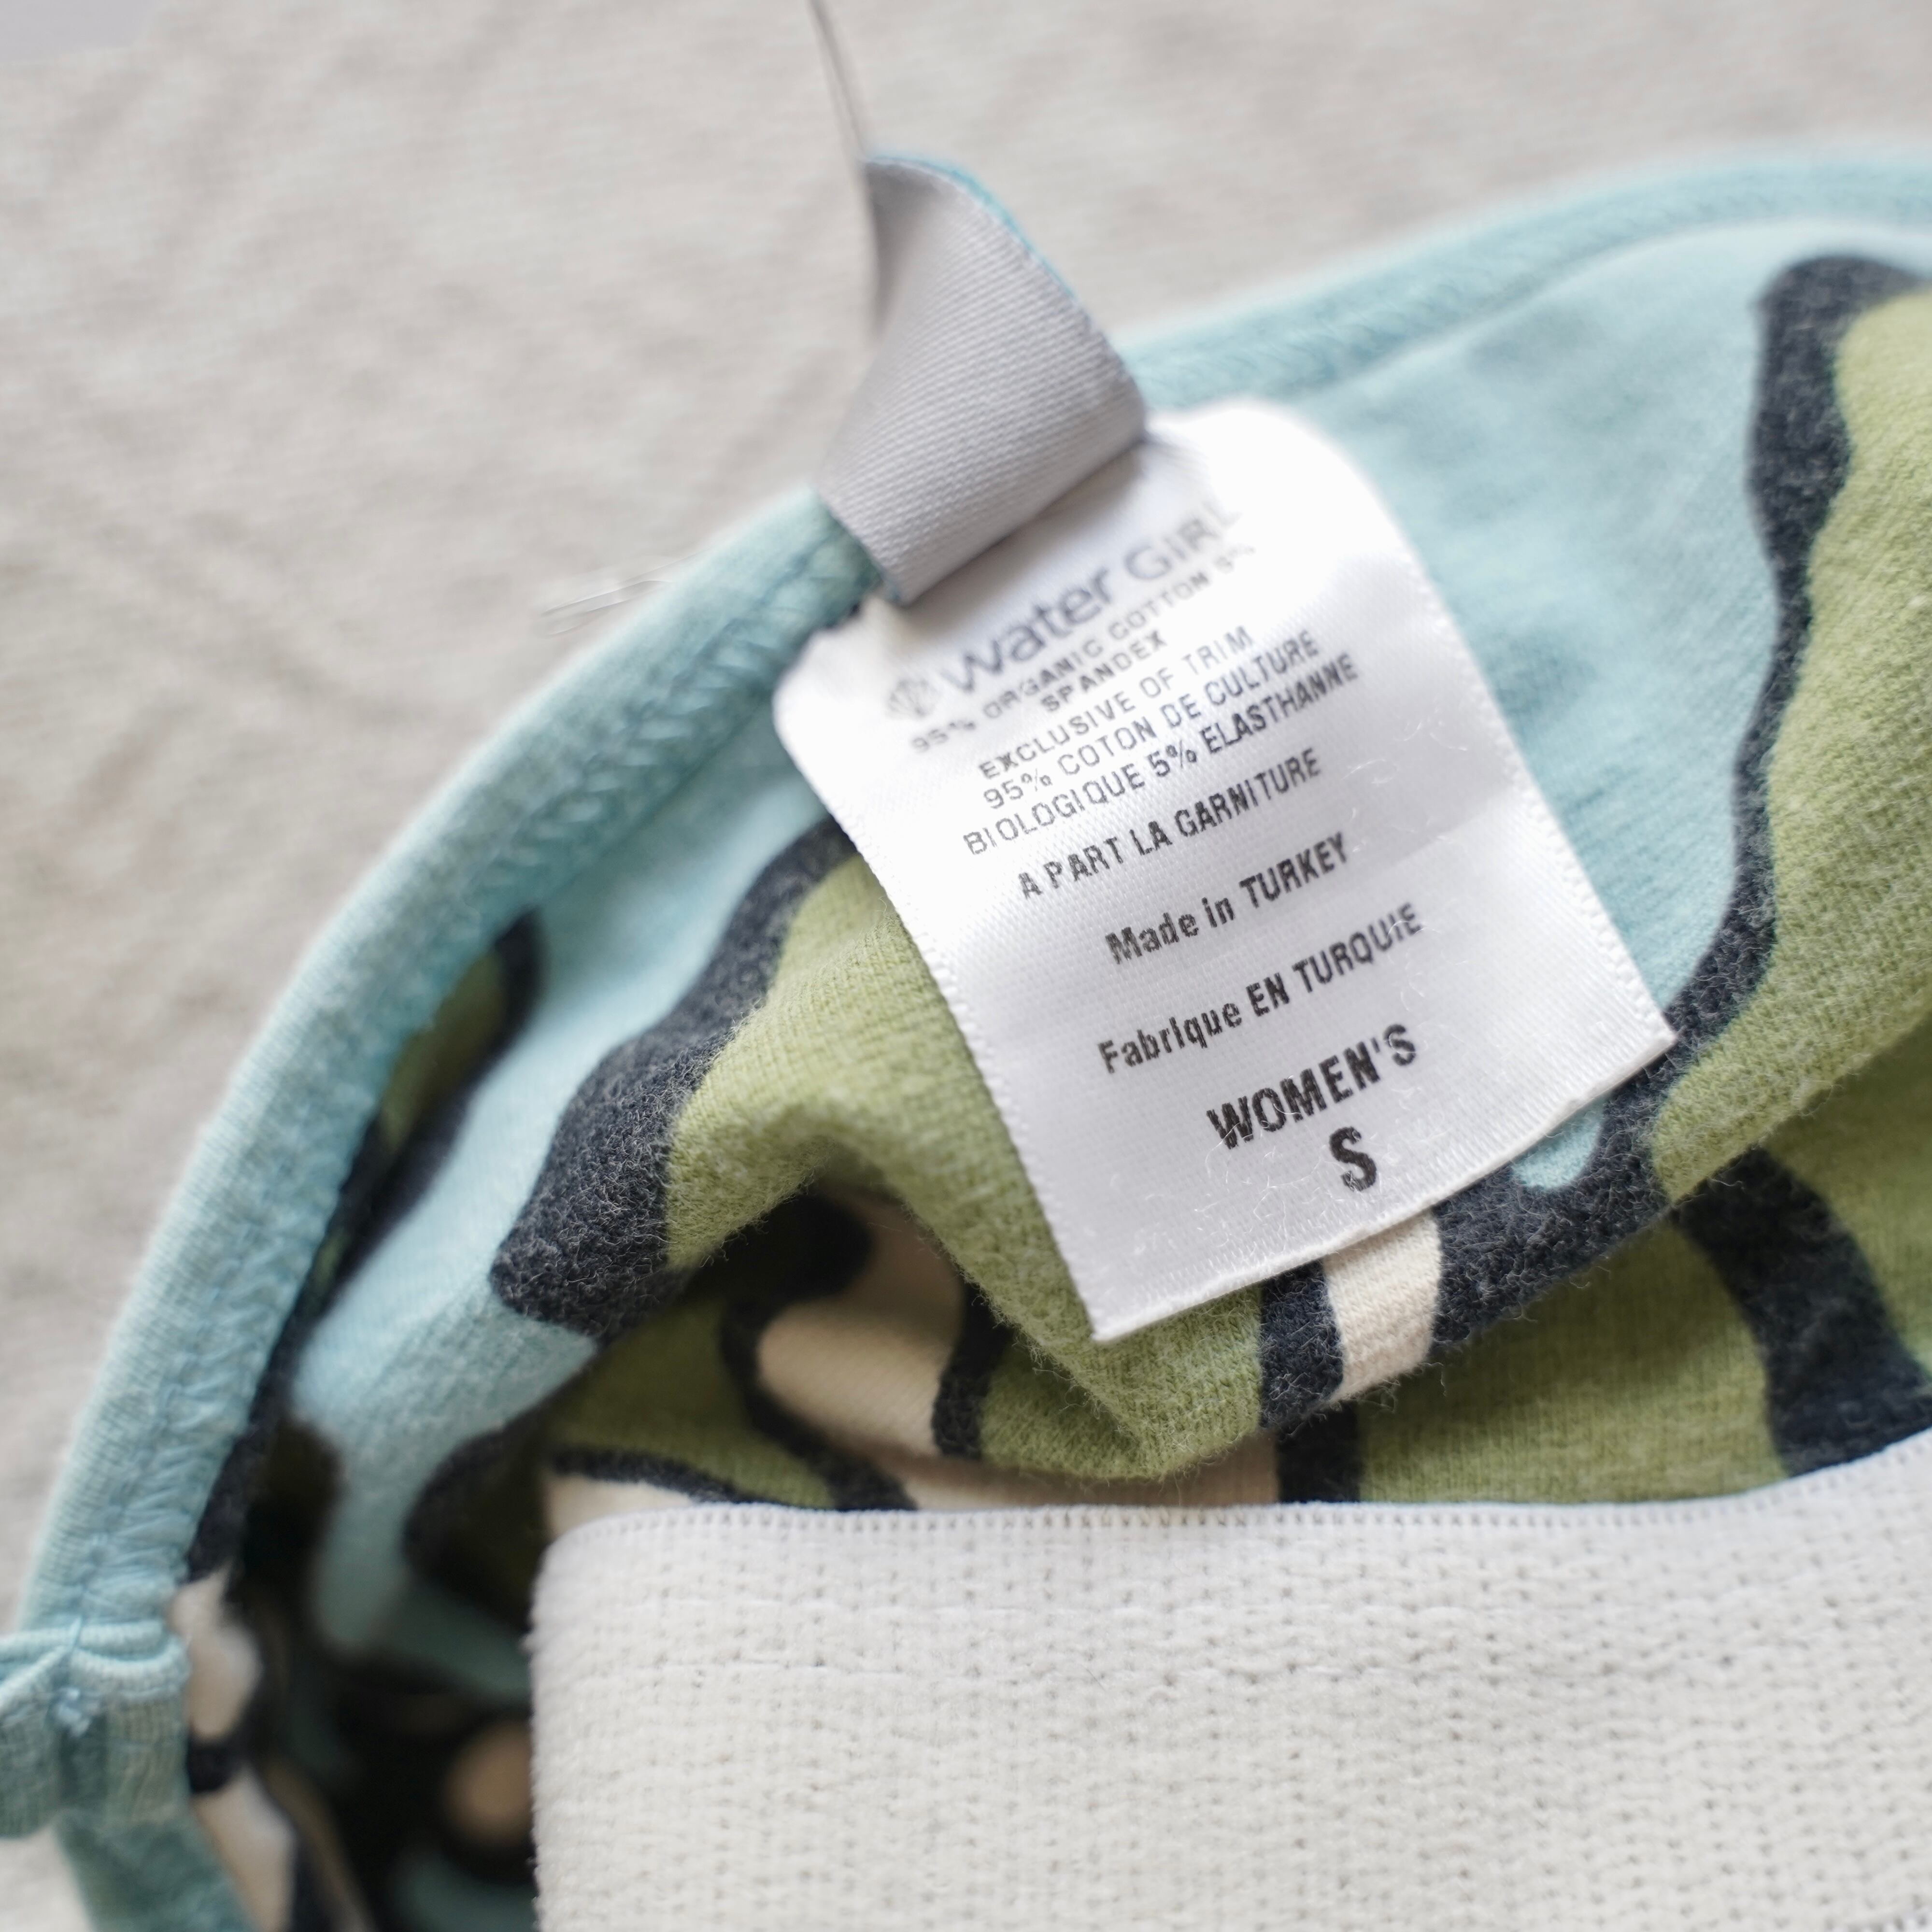 water GIRL
95% ORGANIC COTTON 5%
SPANDEX
EXCLUSIVE OF TRIM
95% COTON DE CULTURE
BIOLOGIQUE 5% ELASTHANNE
A PART LA GARNITURE
Made in TURKEY
Fabrique EN TURQUIE
WOMEN'S
S